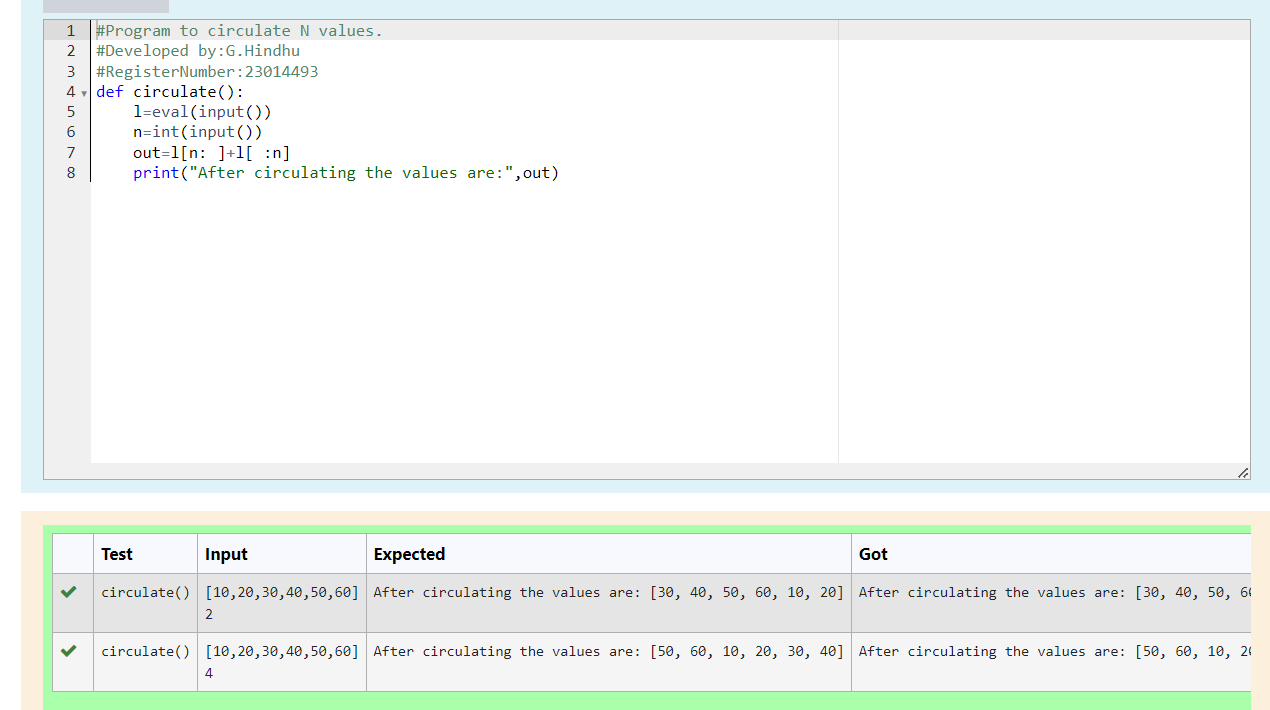 1 #Program to circulate N values.
2 #Developed by:G.Hindhu
3 #RegisterNumber:23014493
4 def circulate():
5     l=eval(input())
6     n=int(input())
7     out=l[n: ]+l[ :n]
8     print("After circulating the values are:",out)
Test Input Expected Got
circulate() [10,20,30,40,50,60] After circulating the values are: [30, 40, 50, 60, 10, 20] After circulating the values are: [30, 40, 50, 6
2
circulate() [10,20,30,40,50,60] After circulating the values are: [50, 60, 10, 20, 30, 40] After circulating the values are: [50, 60, 10, 2
4